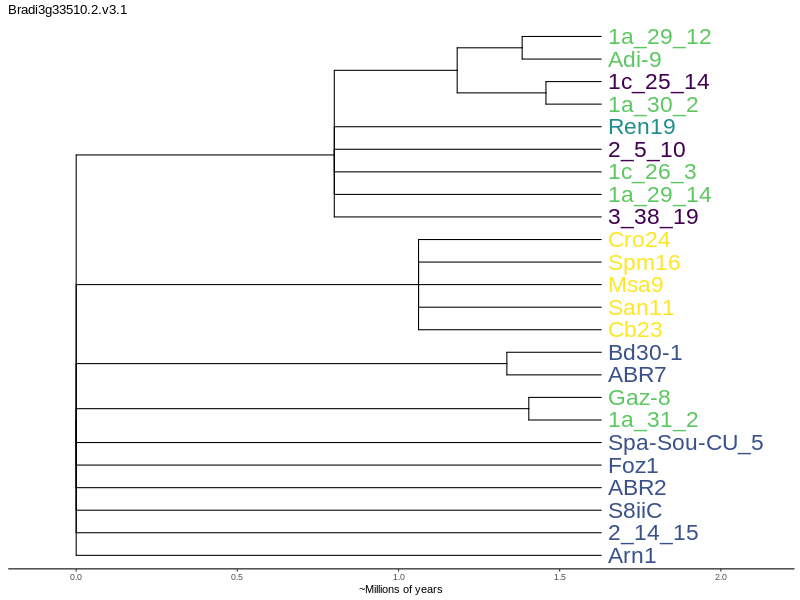 Bradi3g33510.2.v3.1
1a_29_12
Adi-9
1c_25_14
1a_30_2
Ren19
2_5_10
1c_26_3
1a_29_14
3_38_19
Cro24
Spm16
Msa9
San11
Cb23
Bd30-1
ABR7
Gaz-8
1a_31_2
Spa-Sou-CU_5
Foz1
ABR2
S8iiC
2_14_15
Arn1
0.0 0.5 1.0 1.5 2.0
~Millions of years